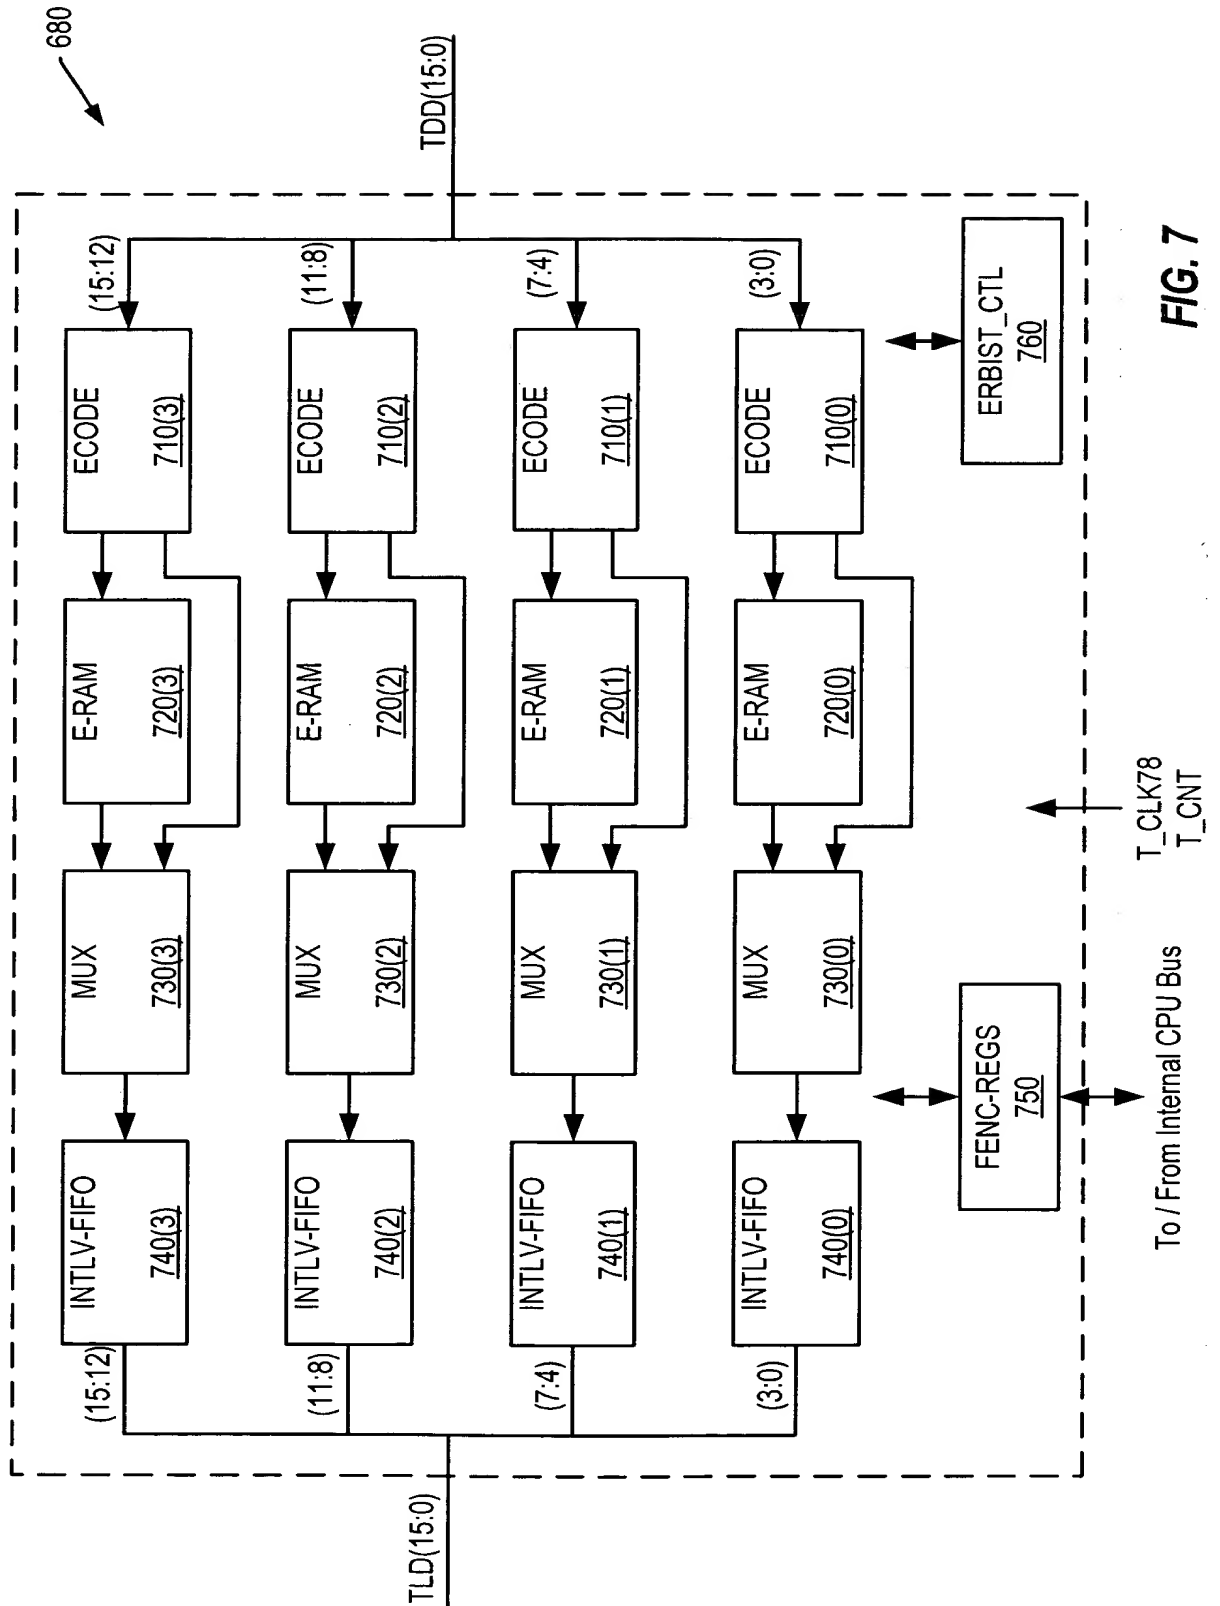 680
TDD(15:0)
(15:12)
(11:8)
(7:4)
(3:0)
ECODE
710(3)
ECODE
710(2)
ECODE
710(1)
ECODE
710(0)
ERBIST_CTL
760
E-RAM
720(3)
E-RAM
720(2)
E-RAM
720(1)
E-RAM
720(0)
MUX
730(3)
MUX
730(2)
MUX
730(1)
MUX
730(0)
T_CLK78
T_CNT
INTLV-FIFO
740(3)
INTLV-FIFO
740(2)
INTLV-FIFO
740(1)
INTLV-FIFO
740(0)
FENC-REGS
750
To / From Internal CPU Bus
(15:12)
(11:8)
(7:4)
(3:0)
TLD(15:0)
FIG. 7